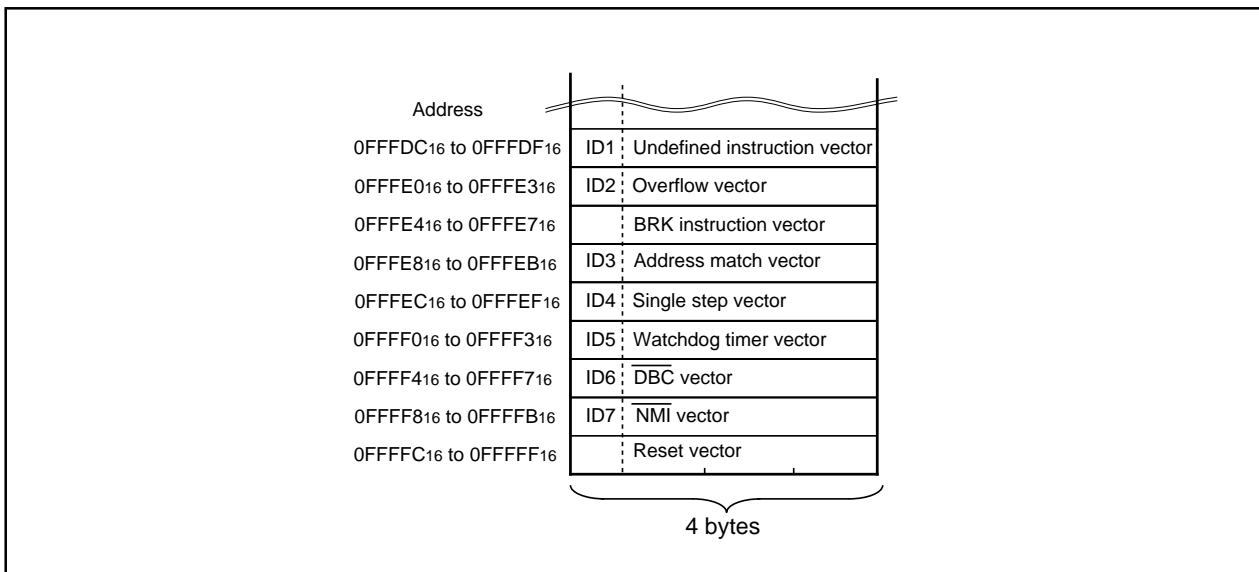 Address
0FFFDC16 to 0FFFDF16 ID1 Undefined instruction vector
0FFFE016 to 0FFFE316 ID2 Overflow vector
0FFFE416 to 0FFFE716 BRK instruction vector
0FFFE816 to 0FFFEB16 ID3 Address match vector
0FFFEC16 to 0FFFEF16 ID4 Single step vector
0FFFF016 to 0FFFF316 ID5 Watchdog timer vector
0FFFF416 to 0FFFF716 ID6 DBC vector
0FFFF816 to 0FFFFB16 ID7 NMI vector
0FFFFC16 to 0FFFFF16 Reset vector
4 bytes